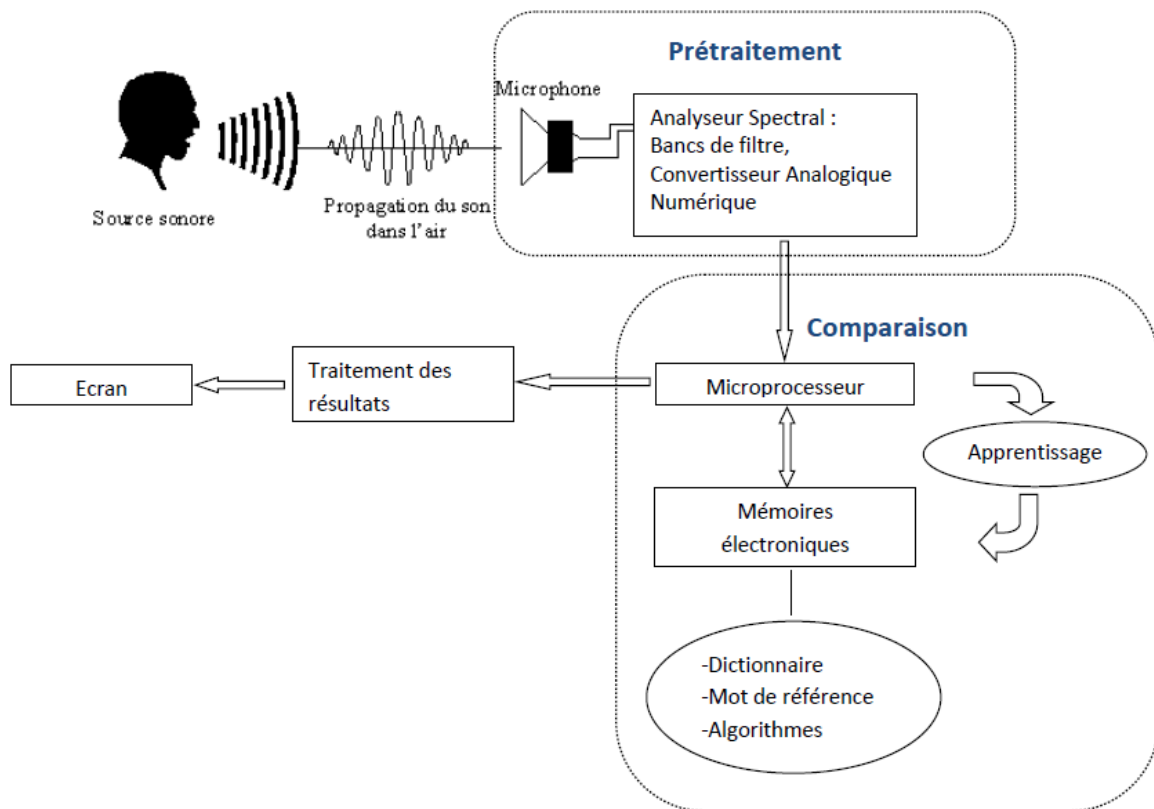 Prétraitement
Microphone
Analyseur Spectral :
Bancs de filtre,
Convertisseur Analogique
Numérique
Source sonore
Propagation du son
dans l'air
Comparaison
Ecran
Traitement des
résultats
Microprocesseur
Apprentissage
Mémoires
électroniques
-Dictionnaire
-Mot de référence
-Algorithmes